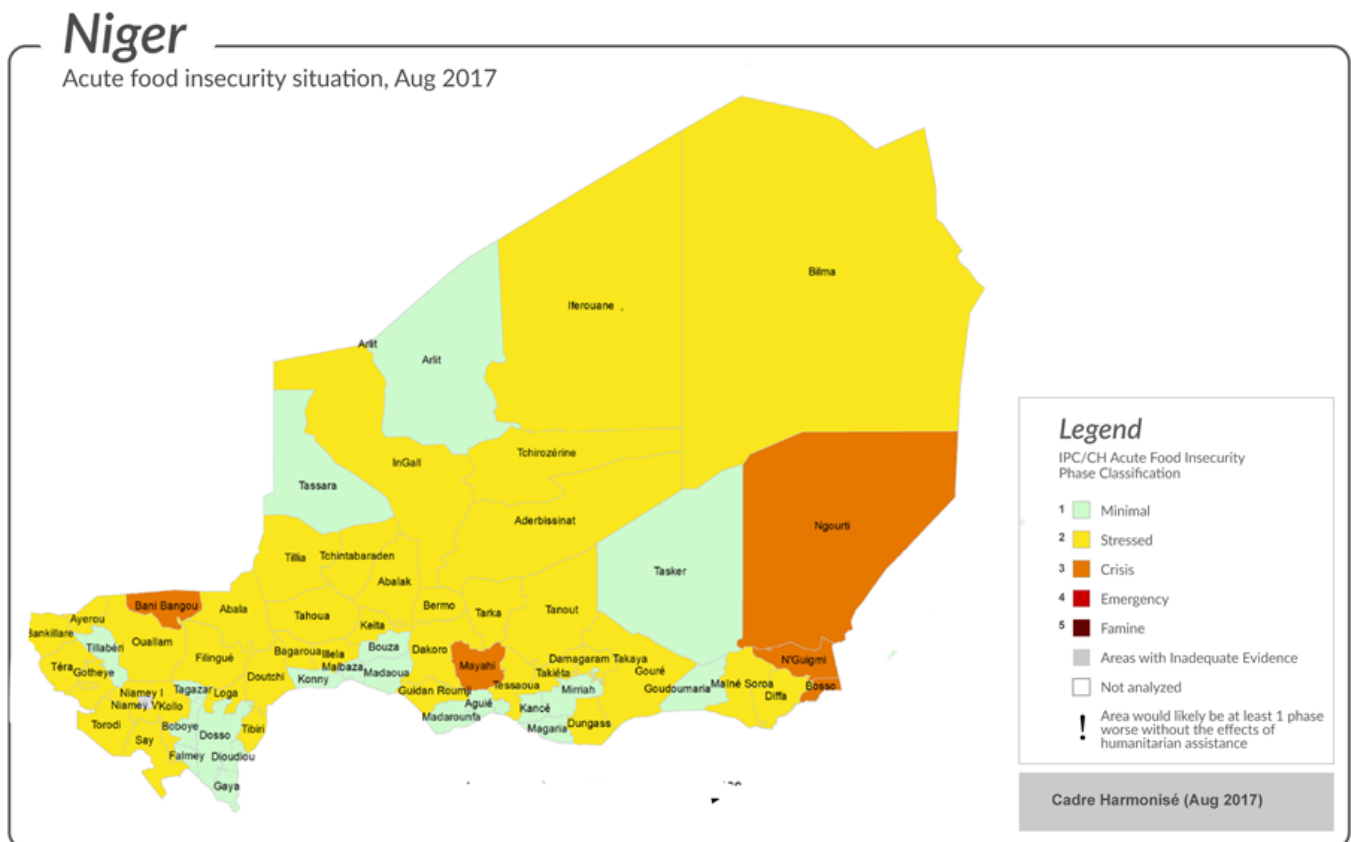 Niger
Acute food insecurity situation, Aug 2017
Bilma
Iferouane
Arlit
Arlit
Tchirozérine
InGall
Tassara
Aderbissinat
Ngourti
Tillia
Tchintabaraden
Tasker
Abalak
Bani Bangou
Abala
Bermo
Tarka
Tanout
Ayerou
Tahoua
Keita
Bankillare
Ouallam
Tillabéri
Bouza
Dakoro
Bagaroua
Illela
Filingué
Damagaram Takaya
N'Guigmi
Téra
Gotheye
Malbaza
Madaoua
Mayahi
Takiéta
Gouré
Doutchi
Konny
Tessaoua
Maïné Soroa
Bosso
Niamey I
Tagazar
Loga
Guidan Roumji
Mirriah
Goudoumaria
Diffa
Niamey V
Kollo
Aguié
Kancé
Torodi
Boboye
Dosso
Tibiri
Madarounfa
Magaria
Dungass
Say
Falmey
Dioudiou
Gaya
Legend
IPC/CH Acute Food Insecurity
Phase Classification
1 Minimal
2 Stressed
3 Crisis
4 Emergency
5 Famine
Areas with Inadequate Evidence
Not analyzed
! Area would likely be at least 1 phase
worse without the effects of
humanitarian assistance
Cadre Harmonisé (Aug 2017)